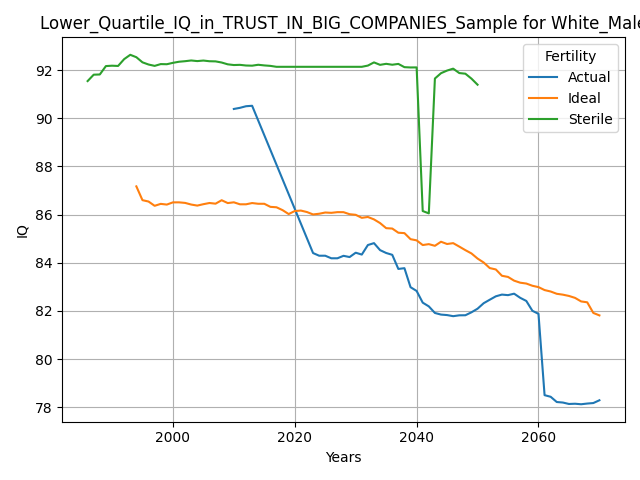 Lower_Quartile_IQ_in_TRUST_IN_BIG_COMPANIES_Sample for White_Male
Fertility
Actual
Ideal
Sterile
IQ
92
90
88
86
84
82
80
78
2000
2020
2040
2060
Years